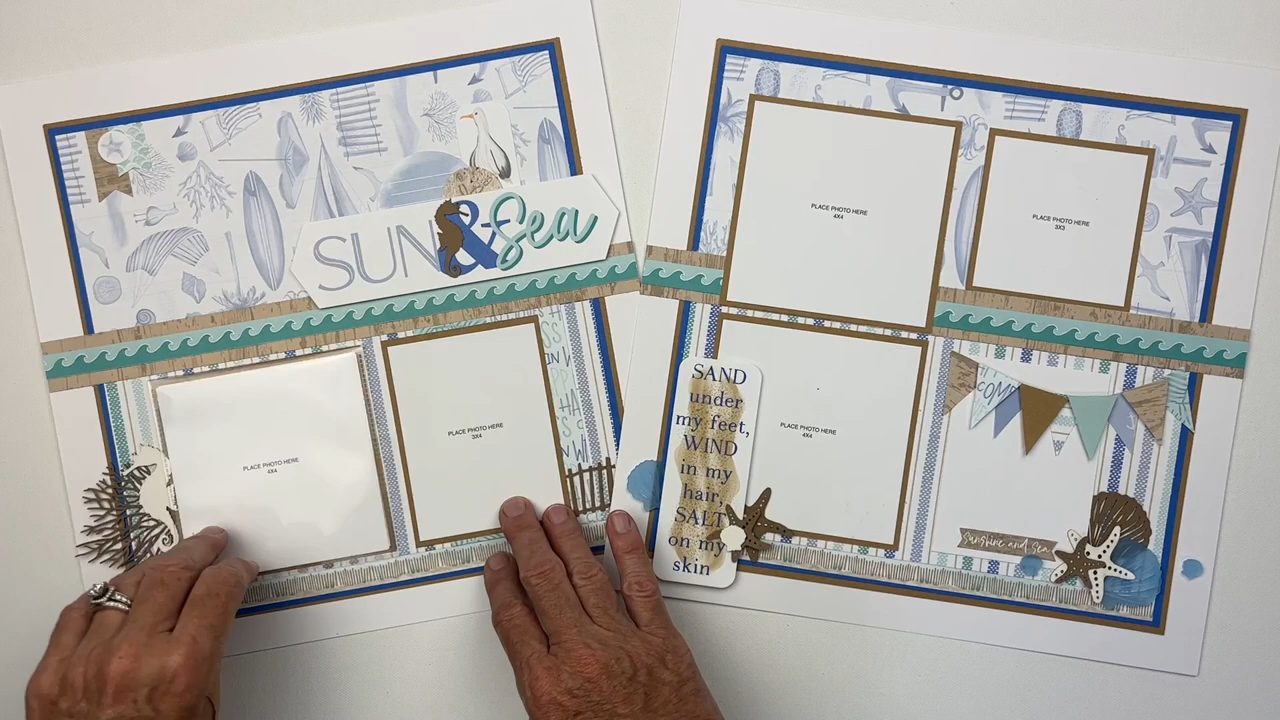 SUN & Sea
PLACE PHOTO HERE
4X4
PLACE PHOTO HERE
3X4
PLACE PHOTO HERE
4X4
PLACE PHOTO HERE
3X3
SAND
under
my feet,
WIND
in my
hair,
SALT
on my
skin
PLACE PHOTO HERE
4X4
sunshine and sea